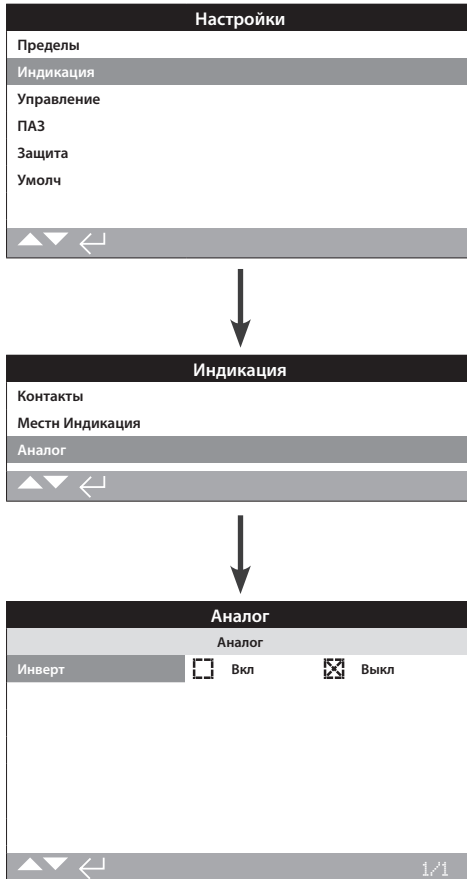 Настройки
Пределы
Индикация
Управление
ПАЗ
Защита
Умолч
Индикация
Контакты
Местн Индикация
Аналог
Аналог
Аналог
Инверт Вкл Выкл
1/1